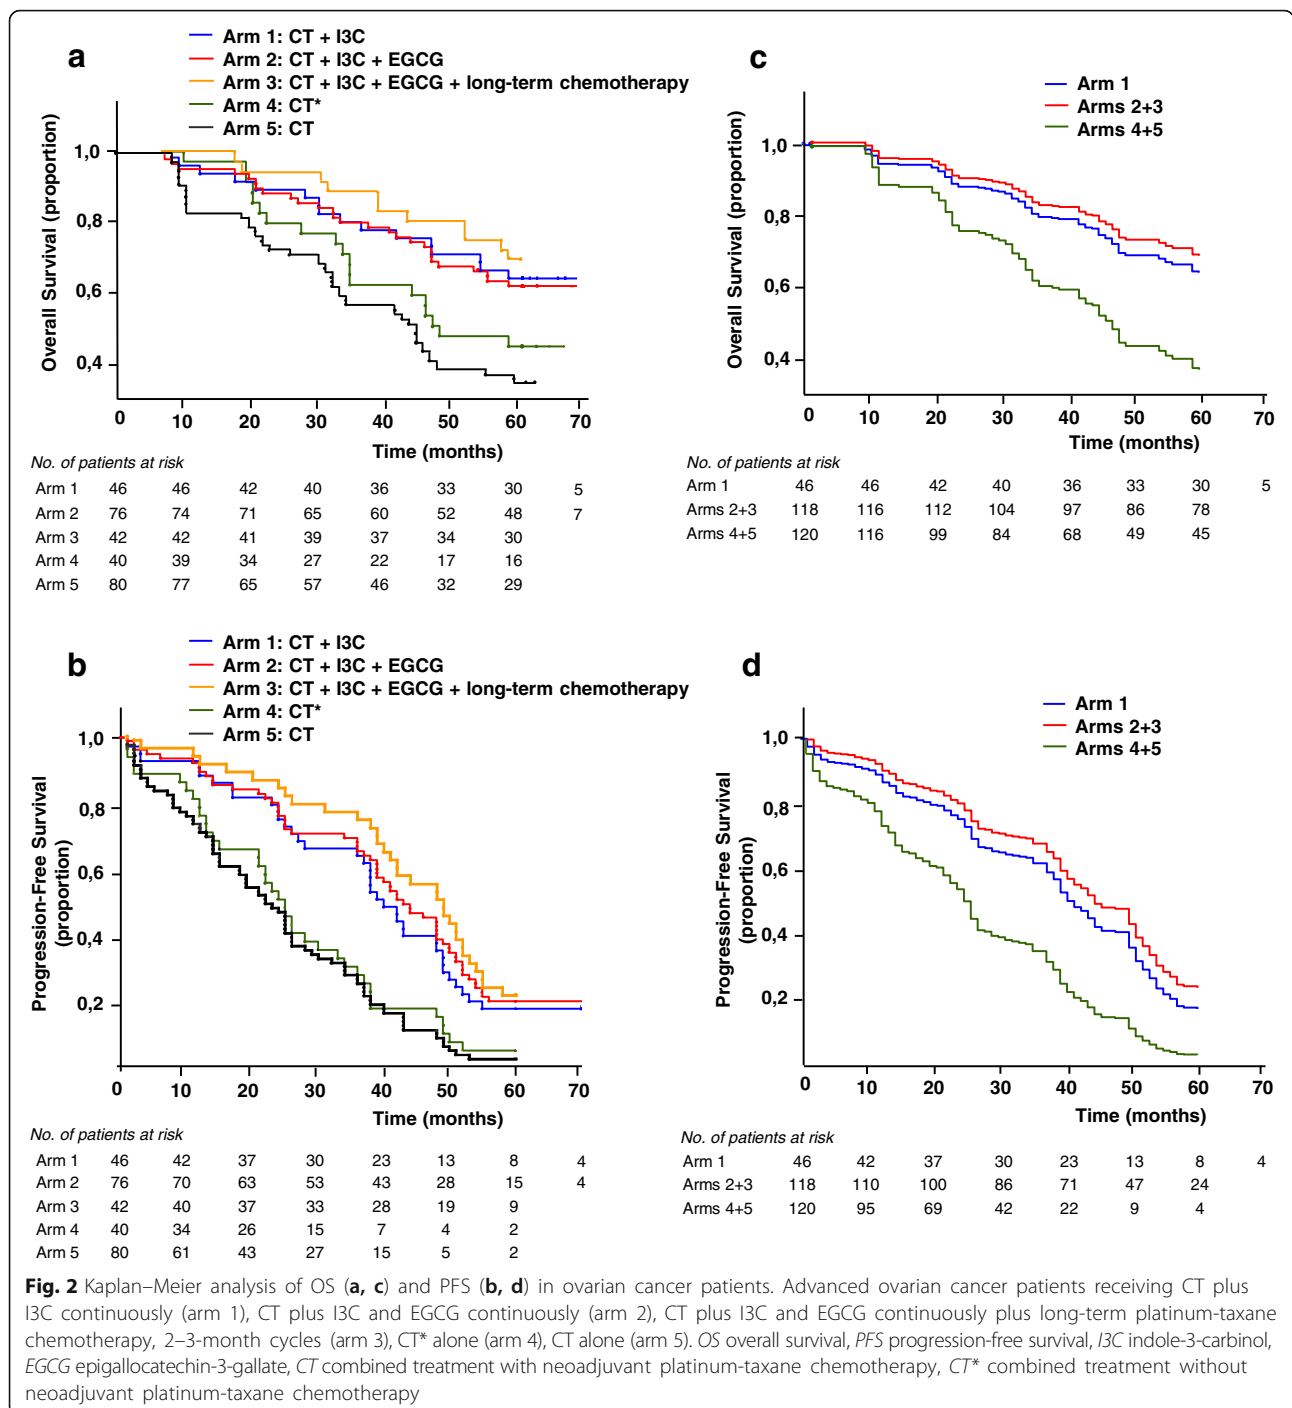 a
Arm 1: CT + I3C
Arm 2: CT + I3C + EGCG
Arm 3: CT + I3C + EGCG + long-term chemotherapy
Arm 4: CT*
Arm 5: CT
Overall Survival (proportion)
1,0
0,8
0,6
0,4
0 10 20 30 40 50 60 70
Time (months)
No. of patients at risk
Arm 1 46 46 42 40 36 33 30 5
Arm 2 76 74 71 65 60 52 48 7
Arm 3 42 42 41 39 37 34 30
Arm 4 40 39 34 27 22 17 16
Arm 5 80 77 65 57 46 32 29
c
Arm 1
Arms 2+3
Arms 4+5
Overall Survival (proportion)
1,0
0,8
0,6
0,4
0 10 20 30 40 50 60 70
Time (months)
No. of patients at risk
Arm 1 46 46 42 40 36 33 30 5
Arms 2+3 118 116 112 104 97 86 78
Arms 4+5 120 116 99 84 68 49 45
b
Arm 1: CT + I3C
Arm 2: CT + I3C + EGCG
Arm 3: CT + I3C + EGCG + long-term chemotherapy
Arm 4: CT*
Arm 5: CT
Progression-Free Survival
(proportion)
1,0
0,8
0,6
0,4
0,2
0 10 20 30 40 50 60 70
Time (months)
No. of patients at risk
Arm 1 46 42 37 30 23 13 8 4
Arm 2 76 70 63 53 43 28 15 4
Arm 3 42 40 37 33 28 19 9
Arm 4 40 34 26 15 7 4 2
Arm 5 80 61 43 27 15 5 2
d
Arm 1
Arms 2+3
Arms 4+5
Progression-Free Survival
(proportion)
1,0
0,8
0,6
0,4
0,2
0 10 20 30 40 50 60 70
Time (months)
No. of patients at risk
Arm 1 46 42 37 30 23 13 8 4
Arms 2+3 118 110 100 86 71 47 24
Arms 4+5 120 95 69 42 22 9 4
Fig. 2 Kaplan–Meier analysis of OS (a, c) and PFS (b, d) in ovarian cancer patients. Advanced ovarian cancer patients receiving CT plus
I3C continuously (arm 1), CT plus I3C and EGCG continuously (arm 2), CT plus I3C and EGCG continuously plus long-term platinum-taxane
chemotherapy, 2–3-month cycles (arm 3), CT* alone (arm 4), CT alone (arm 5). OS overall survival, PFS progression-free survival, I3C indole-3-carbinol,
EGCG epigallocatechin-3-gallate, CT combined treatment with neoadjuvant platinum-taxane chemotherapy, CT* combined treatment without
neoadjuvant platinum-taxane chemotherapy